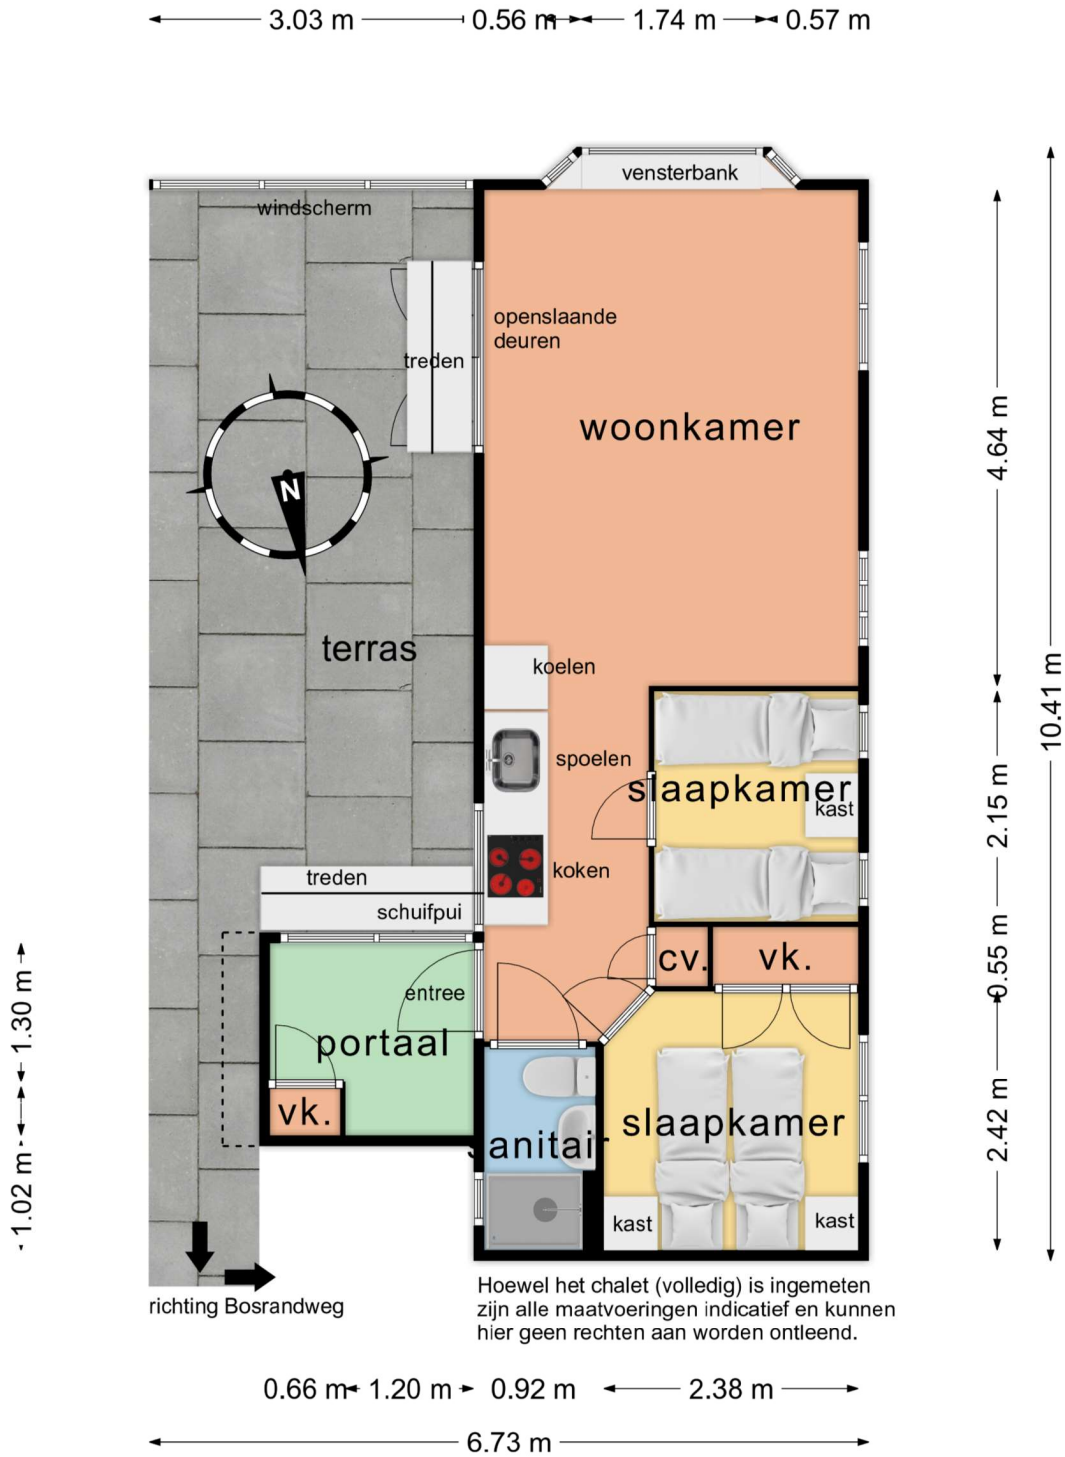 3.03 m
0.56 m
1.74 m
0.57 m
vensterbank
windscherm
openslaande
deuren
treden
woonkamer
4.64 m
N
10.41 m
terras
koelen
spoelen
slaapkamer
kast
2.15 m
koken
treden
schuifpui
cv.
vk.
0.55 m
entree
1.30 m
portaal
vk.
slaapkamer
2.42 m
sanitair
1.02 m
kast
kast
richting Bosrandweg
Hoewel het chalet (volledig) is ingemeten
zijn alle maatvoeringen indicatief en kunnen
hier geen rechten aan worden ontleend.
0.66 m
1.20 m
0.92 m
2.38 m
6.73 m